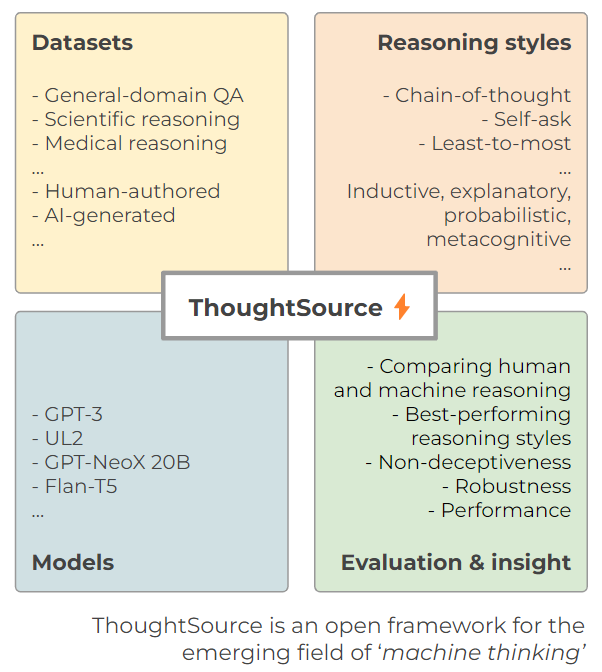 Datasets
- General-domain QA
- Scientific reasoning
- Medical reasoning
...
- Human-authored
- AI-generated
...
Reasoning styles
- Chain-of-thought
- Self-ask
- Least-to-most
...
Inductive, explanatory,
probabilistic,
metacognitive
...
ThoughtSource
- GPT-3
- UL2
- GPT-NeoX 20B
- Flan-T5
...
Models
- Comparing human
and machine reasoning
- Best-performing
reasoning styles
- Non-deceptiveness
- Robustness
- Performance
Evaluation & insight
ThoughtSource is an open framework for the
emerging field of ‘machine thinking’